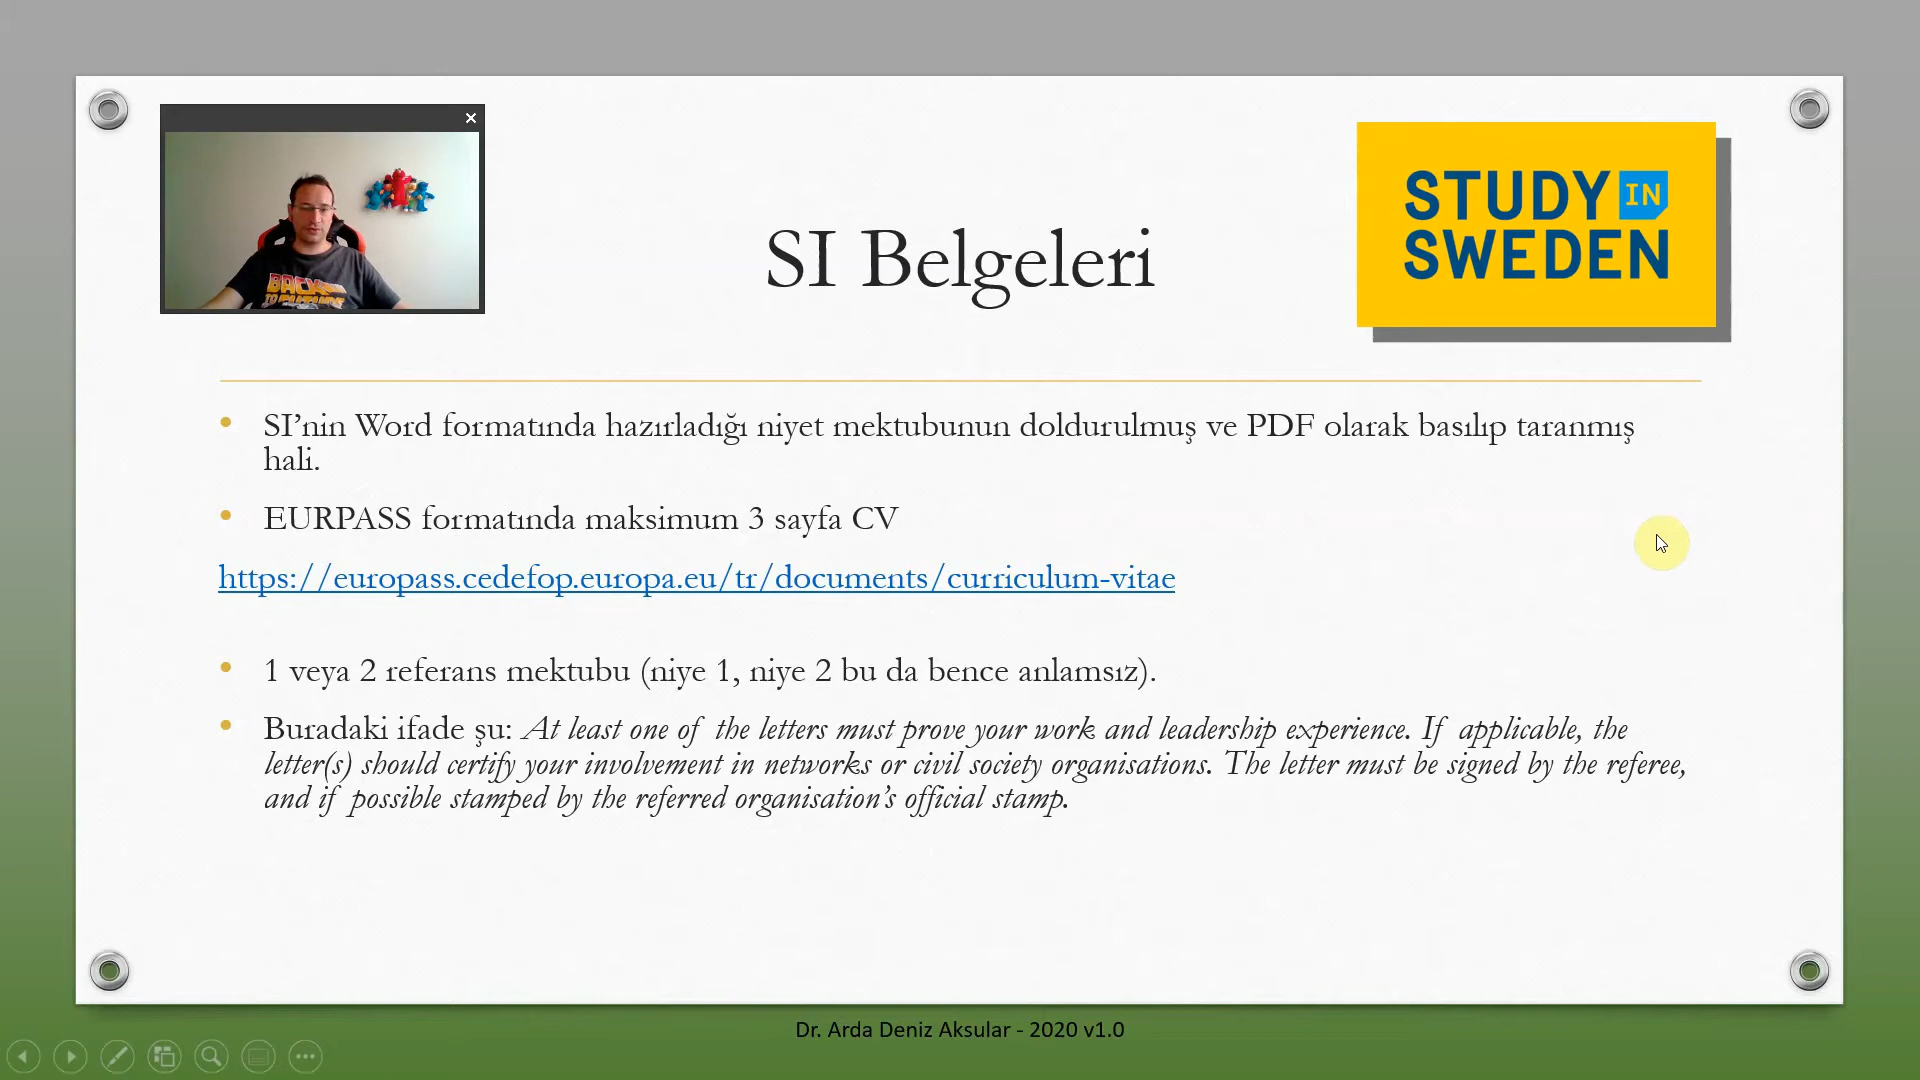 STUDY IN
SWEDEN
BACK
SI Belgeleri
SI’nin Word formatında hazırladığı niyet mektubunun doldurulmuş ve PDF olarak basılıp taranmış
hali.
EURPASS formatında maksimum 3 sayfa CV
https://europass.cedefop.europa.eu/tr/documents/curriculum-vitae
1 veya 2 referans mektubu (niye 1, niye 2 bu da bence anlamsız).
Buradaki ifade şu: At least one of the letters must prove your work and leadership experience. If applicable, the
letter(s) should certify your involvement in networks or civil society organisations. The letter must be signed by the referee,
and if possible stamped by the referred organisation’s official stamp.
Dr. Arda Deniz Aksular - 2020 v1.0